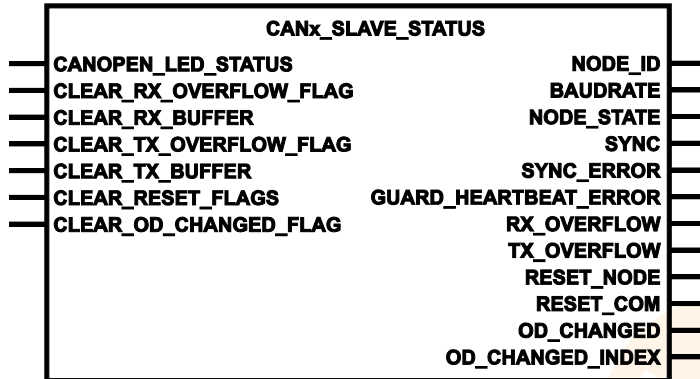 CANx_SLAVE_STATUS
CANOPEN_LED_STATUS NODE_ID
CLEAR_RX_OVERFLOW_FLAG BAUDRATE
CLEAR_RX_BUFFER NODE_STATE
CLEAR_TX_OVERFLOW_FLAG SYNC
CLEAR_TX_BUFFER SYNC_ERROR
CLEAR_RESET_FLAGS GUARD_HEARTBEAT_ERROR
CLEAR_OD_CHANGED_FLAG RX_OVERFLOW
TX_OVERFLOW
RESET_NODE
RESET_COM
OD_CHANGED
OD_CHANGED_INDEX